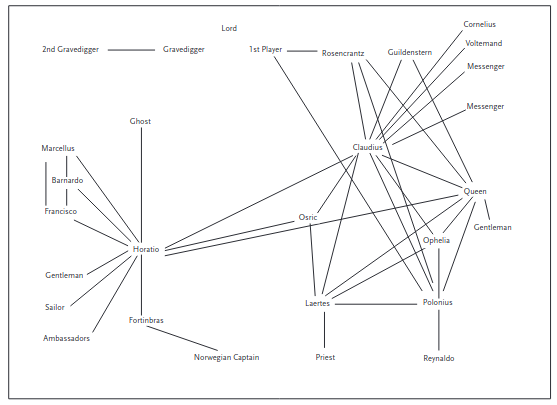 Lord
Cornelius
Voltemand
2nd Gravedigger
Gravedigger
1st Player
Rosencrantz
Guildenstern
Messenger
Messenger
Ghost
Marcellus
Claudius
Barnardo
Queen
Francisco
Osric
Gentleman
Ophelia
Horatio
Gentleman
Sailor
Laertes
Polonius
Fortinbras
Ambassadors
Norwegian Captain
Priest
Reynaldo